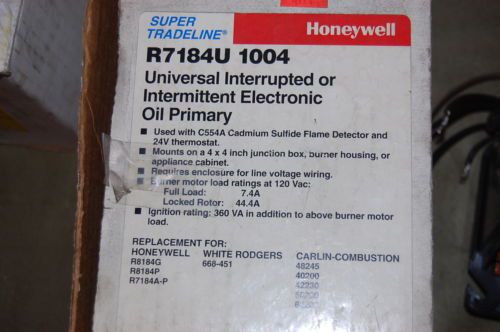 SUPER
TRADELINE®
Honeywell
R7184U 1004
Universal Interrupted or
Intermittent Electronic
Oil Primary
■ Used with C554A Cadmium Sulfide Flame Detector and
24V thermostat.
■ Mounts on a 4 x 4 inch junction box, burner housing, or
appliance cabinet.
■ Requires enclosure for line voltage wiring.
■ Burner motor load ratings at 120 Vac:
Full Load: 7.4A
Locked Rotor: 44.4A
■ Ignition rating: 360 VA in addition to above burner motor
load.
REPLACEMENT FOR:
HONEYWELL WHITE RODGERS CARLIN-COMBUSTION
R8184G 668-451 48245
R8184P 40200
R7184A-P 42230
50200